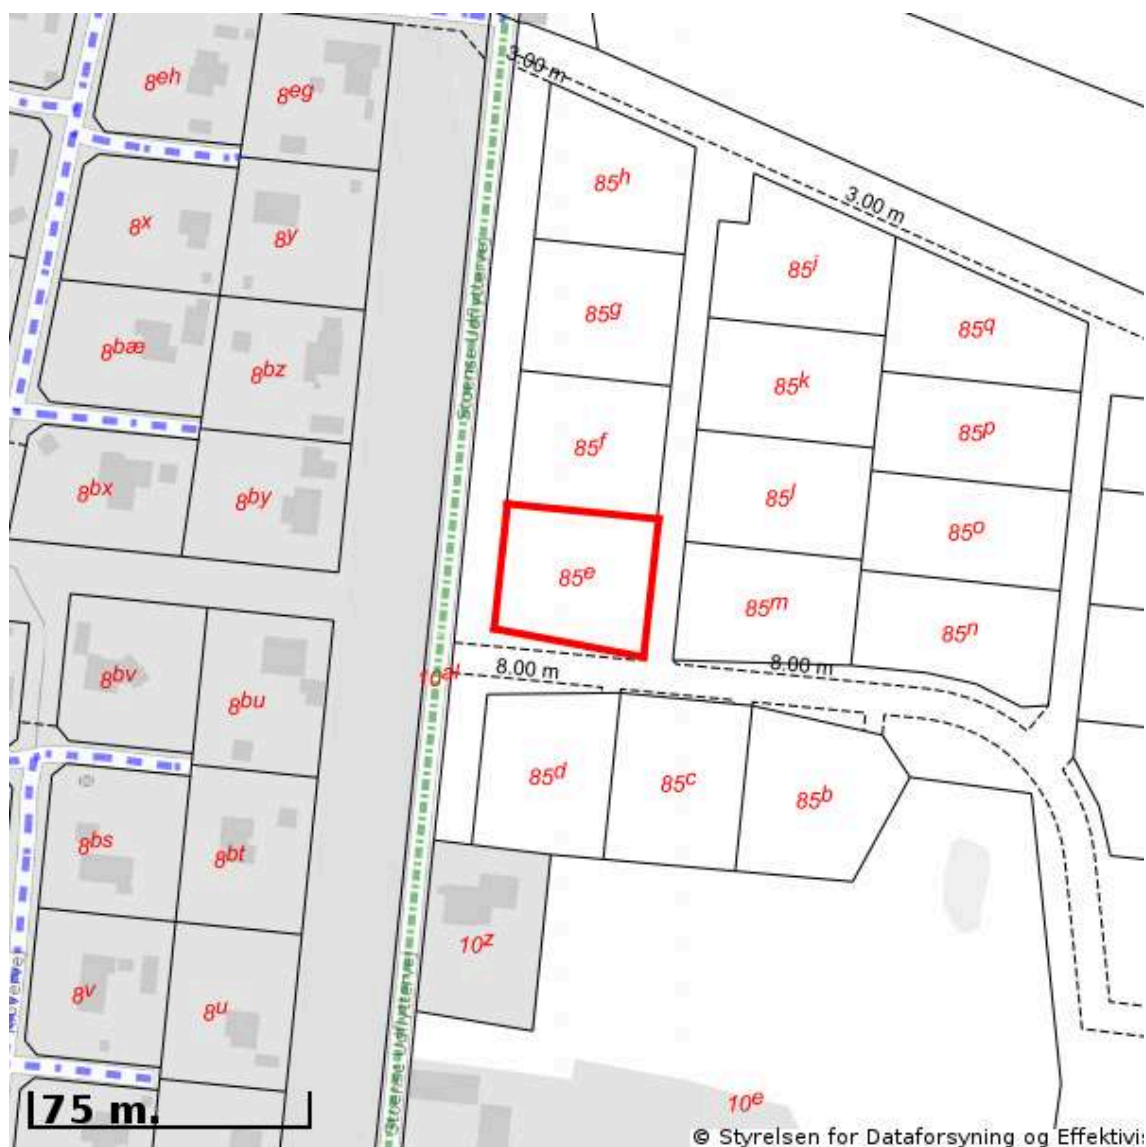 3.00 m
8eh
8eg
85h
3.00 m
8x
8y
85i
85g
85q
8bæ
8bz
85k
85p
85f
8bx
8by
85l
85o
85e
85m
85n
8.00 m
8.00 m
8bv
10al
8bu
85d
85c
85b
8bs
8bt
10z
8v
8u
75 m.
10e
© Styrelsen for Dataforsyning og Effektivi